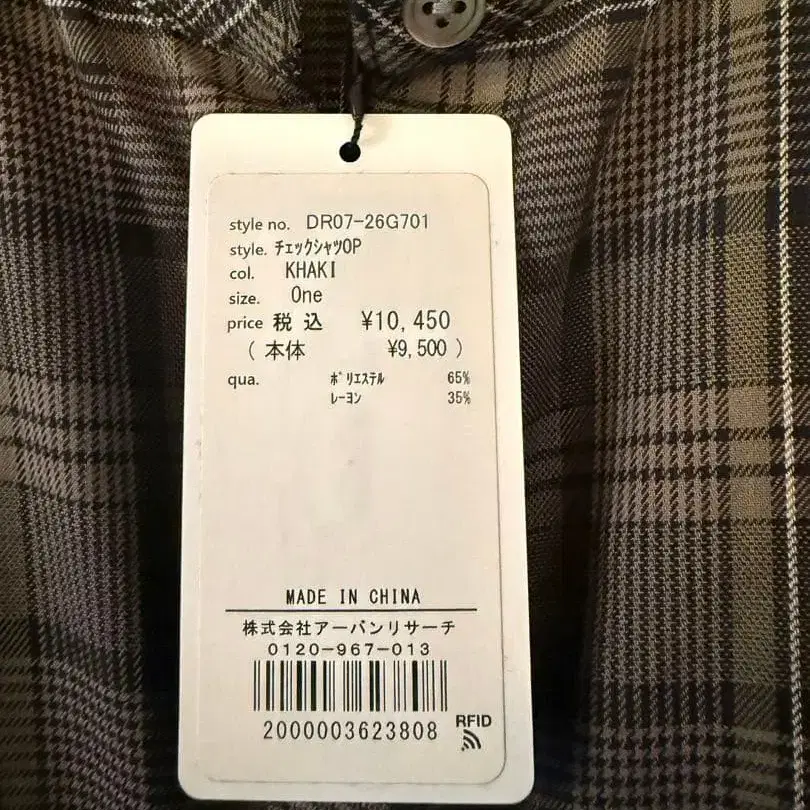 style no. DR07-26G701
style. ﾁｪｯｸｼｬﾂOP
col. KHAKI
size. One
price 税 込 ¥10,450
( 本体 ¥9,500 )
qua. ﾎﾟﾘｴｽﾃﾙ 65%
ﾚｰﾖﾝ 35%
MADE IN CHINA
株式会社アーバンリサーチ
0120-967-013
2000003623808
RFID